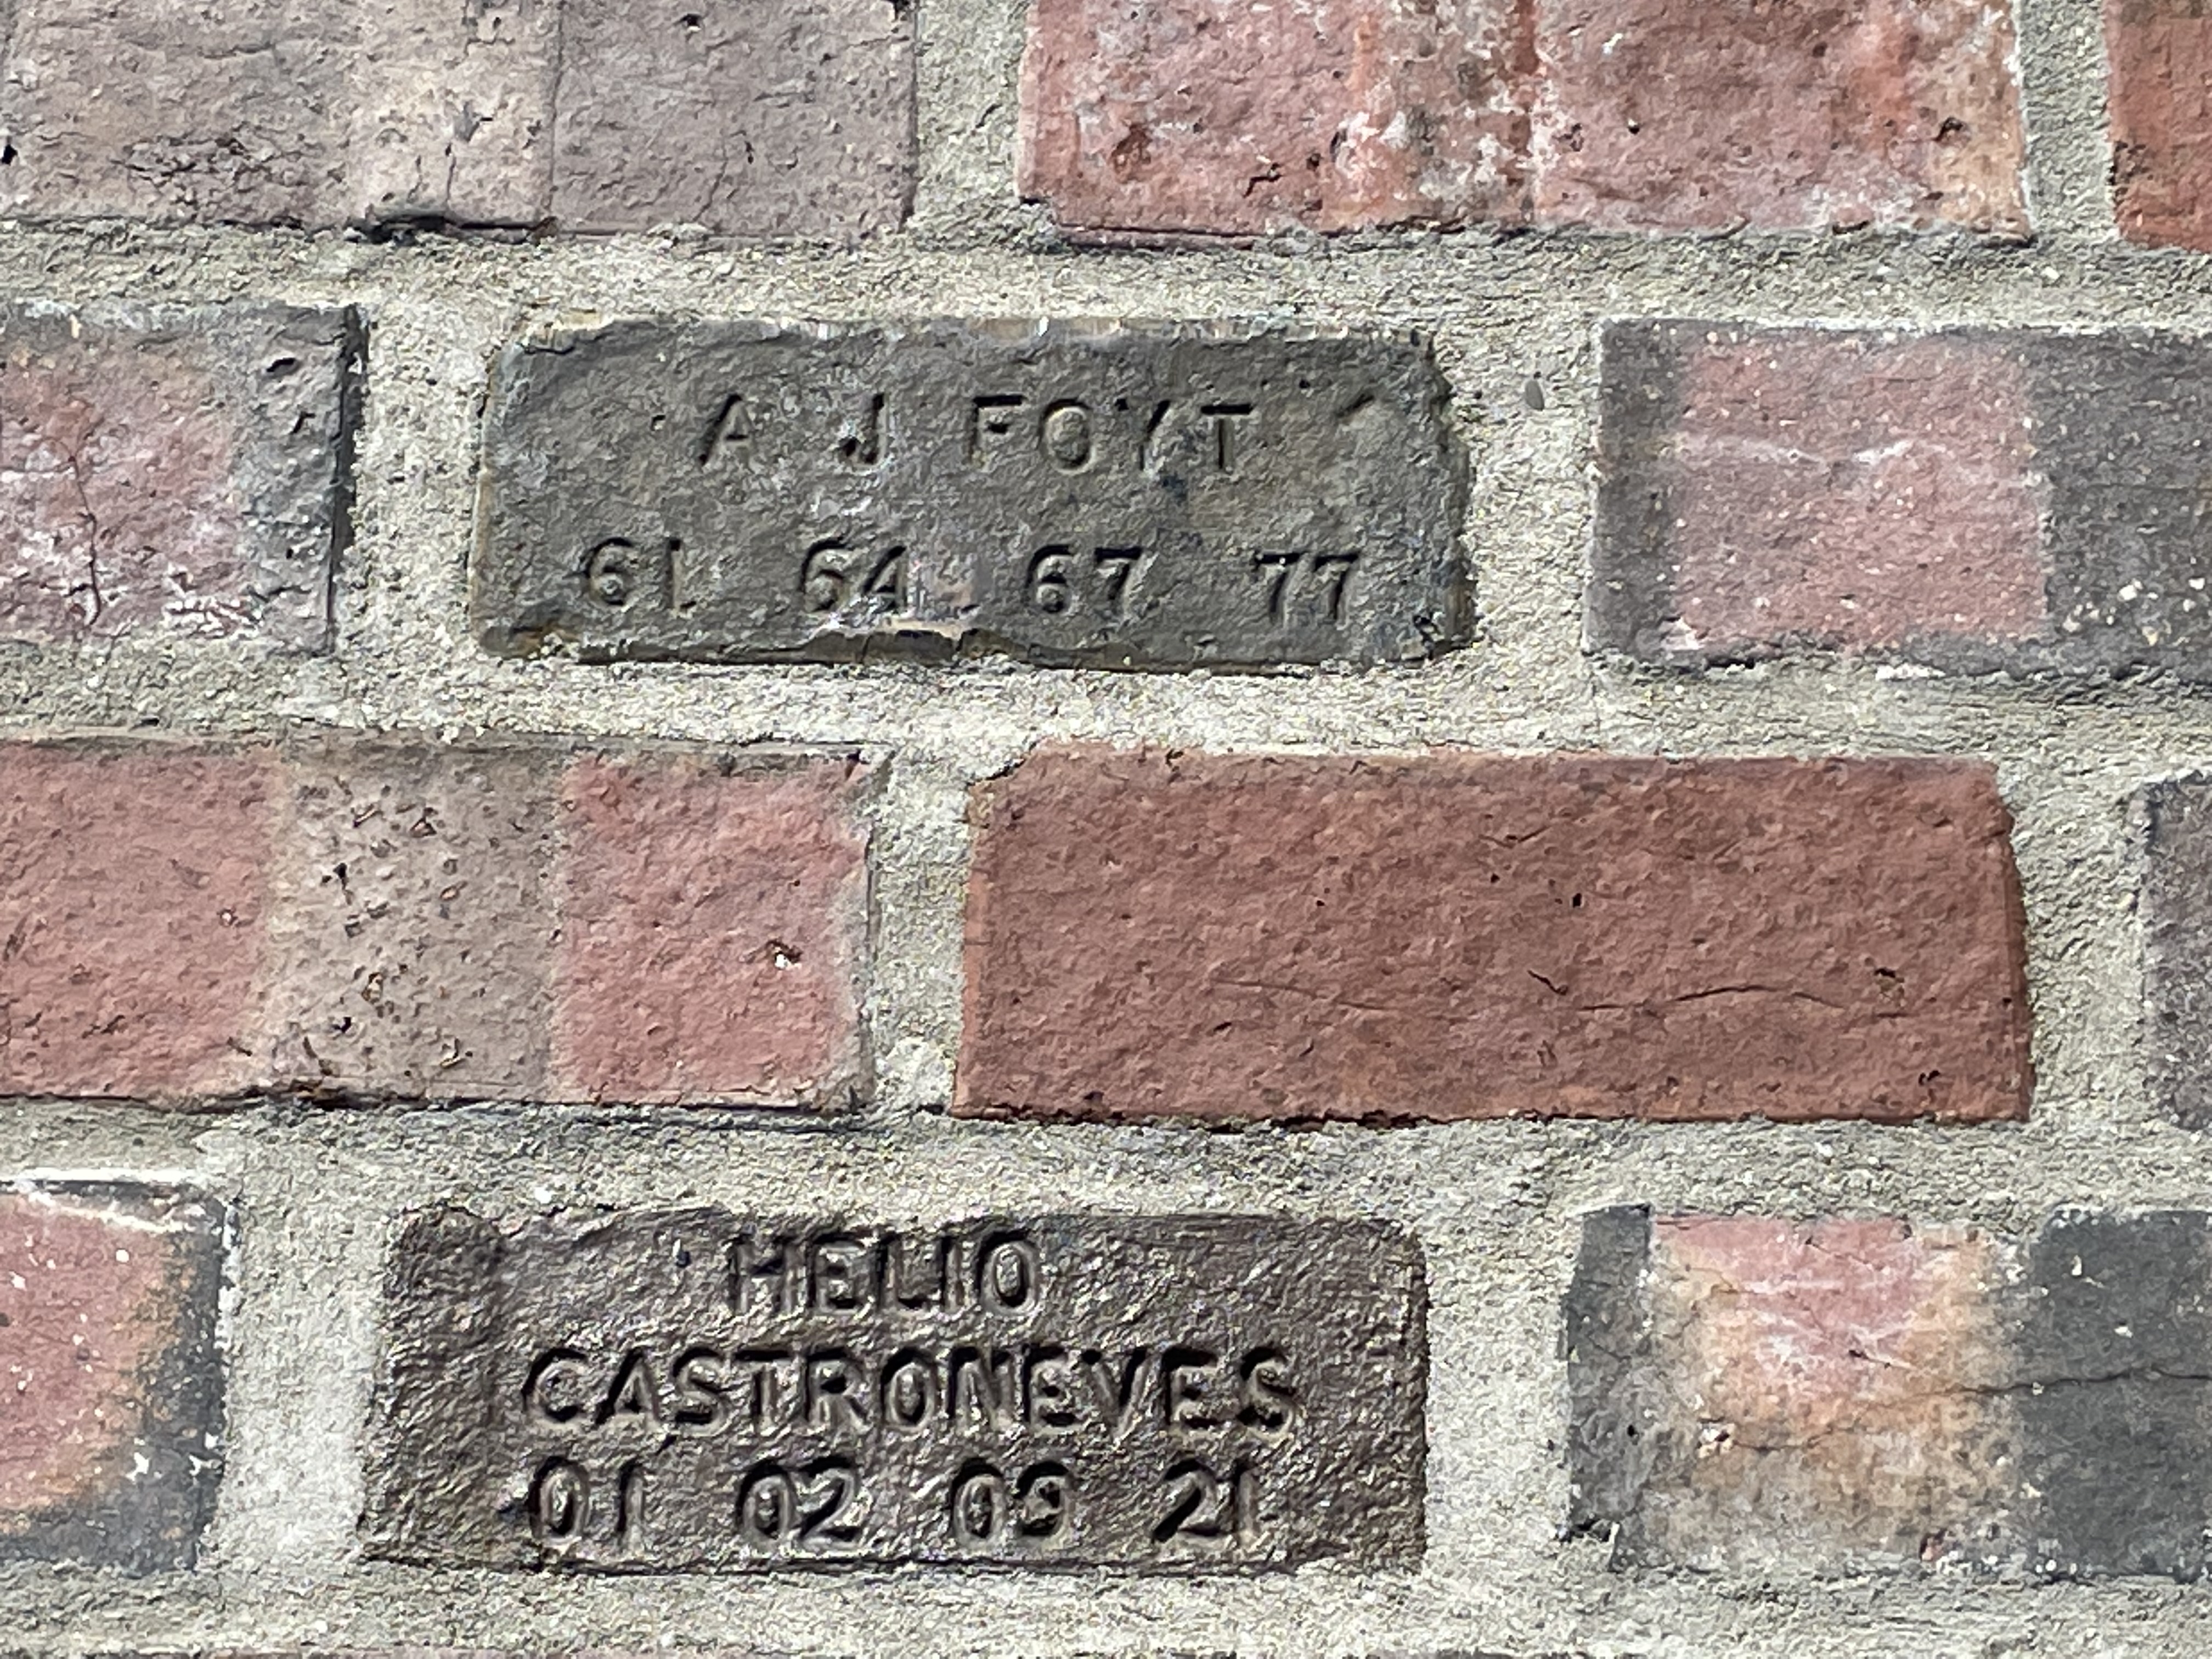 A J FOYT
61 64 67 77
HELIO
CASTRONEVES
01 02 09 21